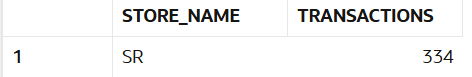 STORE_NAME TRANSACTIONS
1 SR 334